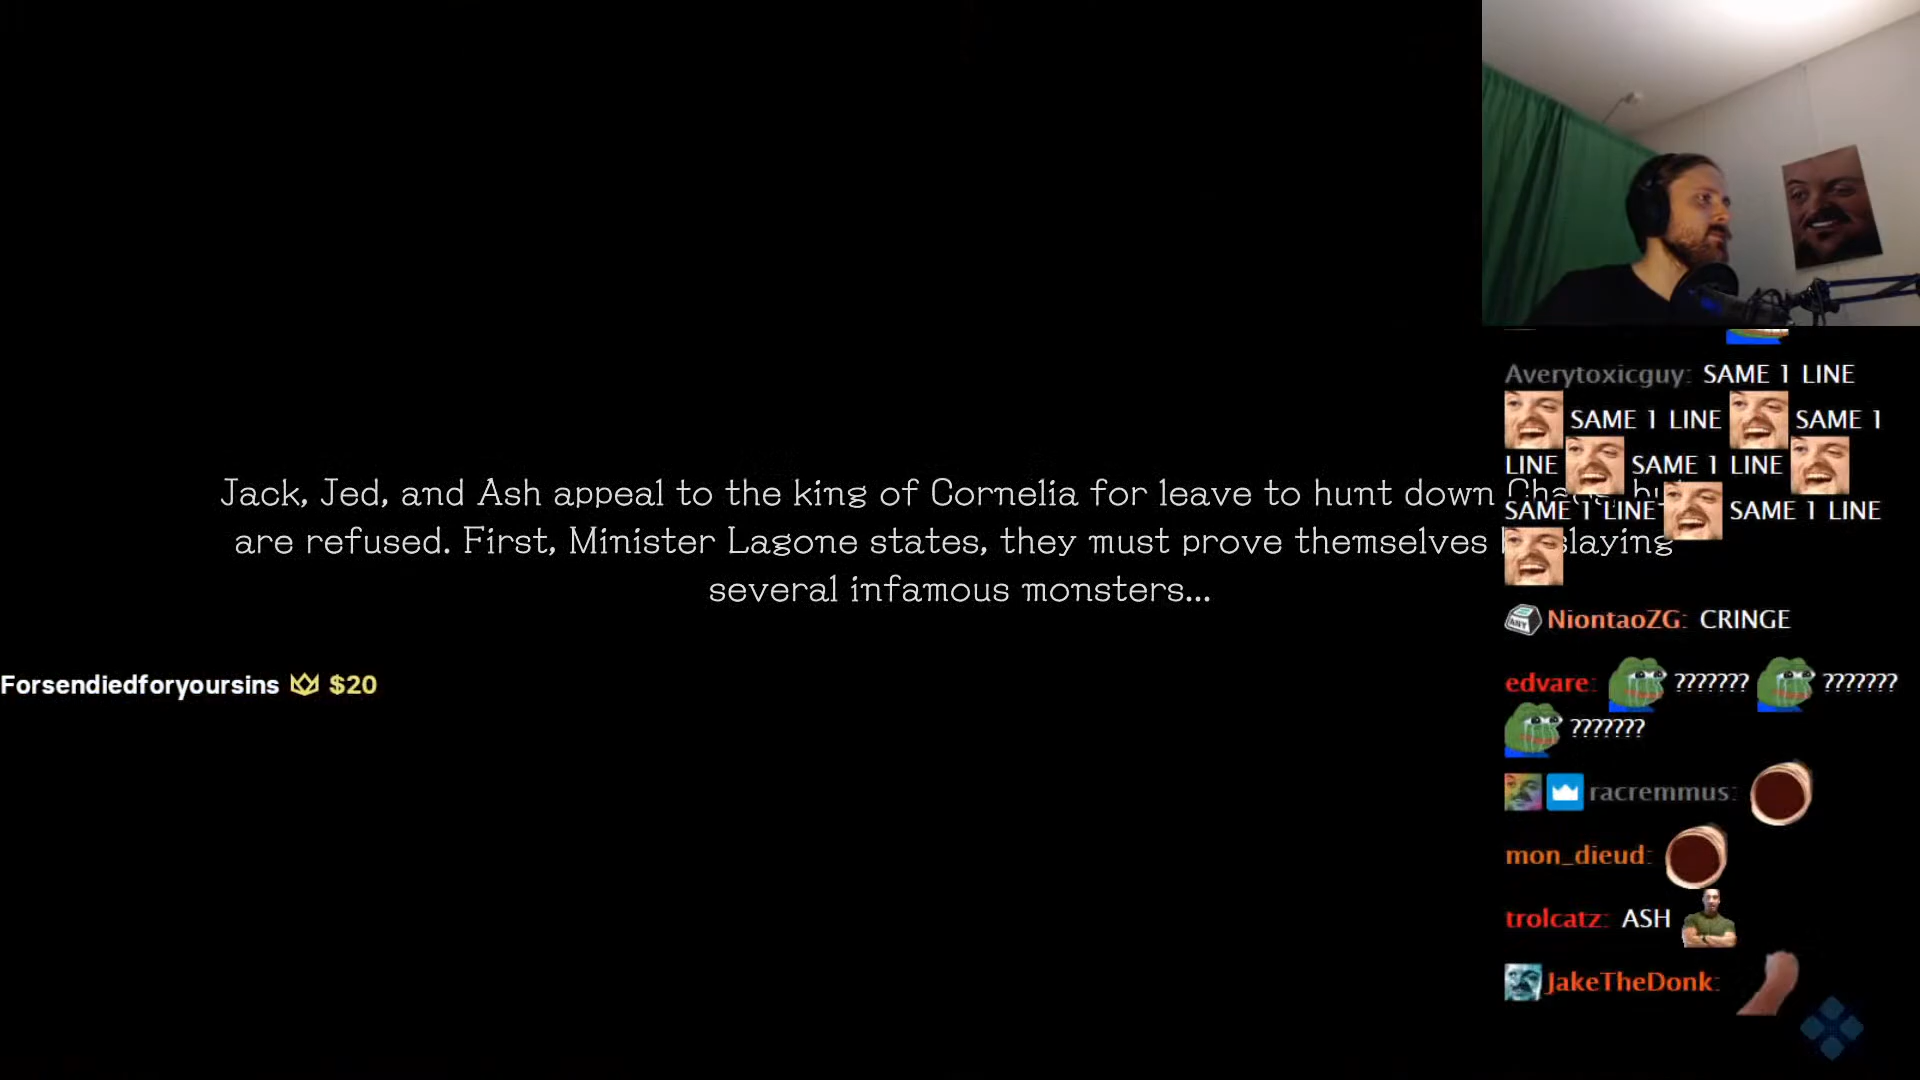 Jack, Jed, and Ash appeal to the king of Cornelia for leave to hunt down
are refused. First, Minister Lagone states, they must prove themselves slaying
several infamous monsters...
Forsendiedforyoursins $20
Averytoxicguy: SAME 1 LINE
SAME 1 LINE SAME 1
LINE SAME 1 LINE
SAME 1 LINE SAME 1 LINE
NiontaoZG: CRINGE
edvare: ??????? ???????
???????
racremmus:
mon_dieud:
trolcatz: ASH
JakeTheDonk: